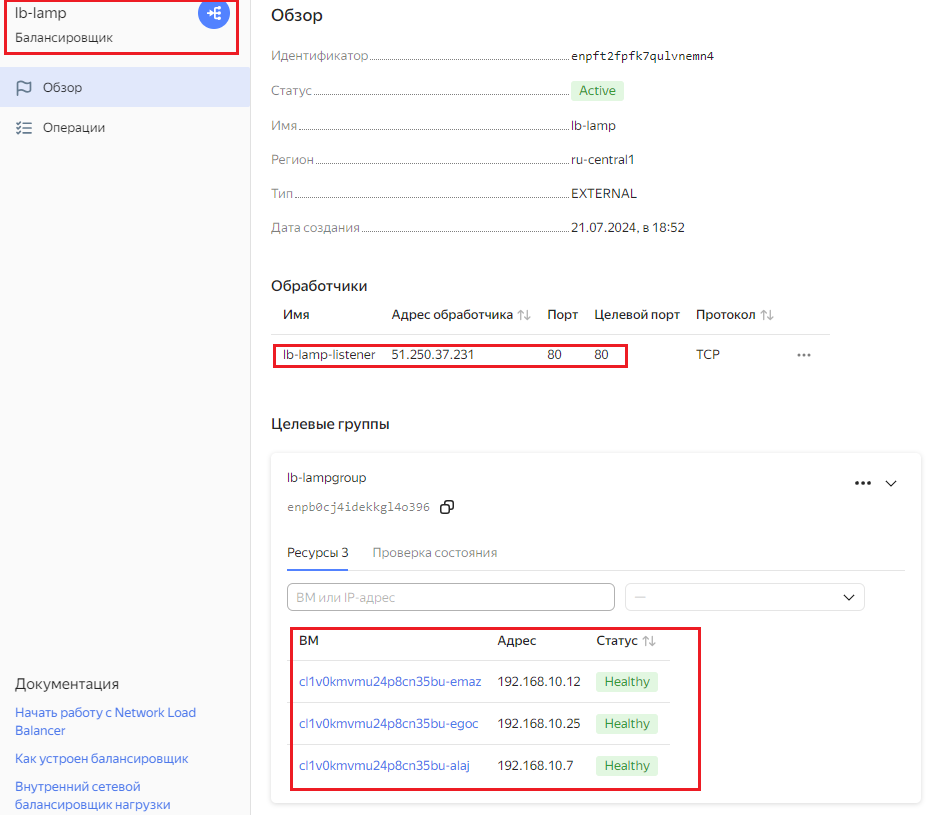 lb-lamp
Балансировщик
Обзор
Операции
Документация
Начать работу с Network Load
Balancer
Как устроен балансировщик
Внутренний сетевой
балансировщик нагрузки
Обзор
Идентификатор enpft2fpfk7qulvnemn4
Статус Active
Имя lb-lamp
Регион ru-central1
Тип EXTERNAL
Дата создания 21.07.2024, в 18:52
Обработчики
Имя Адрес обработчика Порт Целевой порт Протокол
lb-lamp-listener 51.250.37.231 80 80 TCP
Целевые группы
lb-lampgroup
enpb0cj4idekkgl4o396
Ресурсы 3 Проверка состояния
ВМ или IP-адрес —
ВМ Адрес Статус
cl1v0kmvmu24p8cn35bu-emaz 192.168.10.12 Healthy
cl1v0kmvmu24p8cn35bu-egoc 192.168.10.25 Healthy
cl1v0kmvmu24p8cn35bu-alaj 192.168.10.7 Healthy